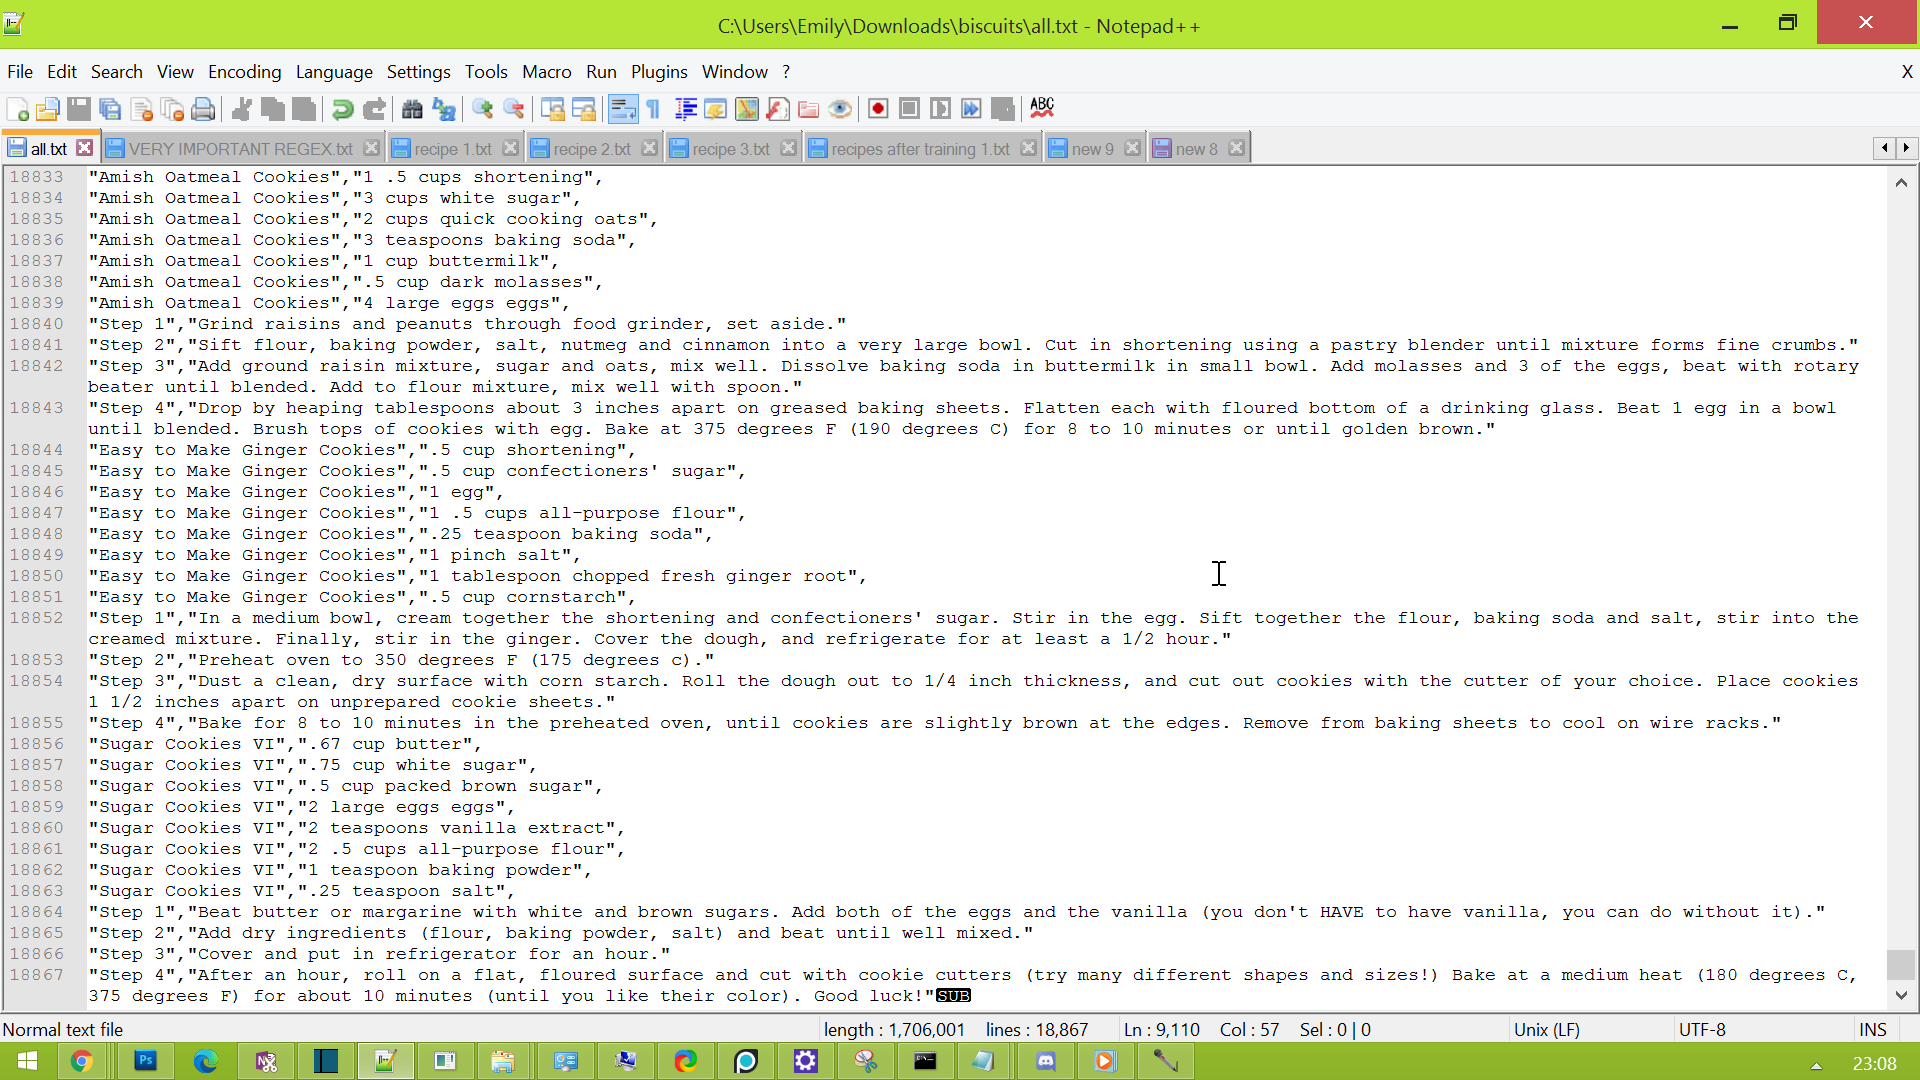 C:\Users\Emily\Downloads\biscuits\all.txt - Notepad++
File Edit Search View Encoding Language Settings Tools Macro Run Plugins Window ? X
ABC
all.txt VERY IMPORTANT REGEX.txt recipe 1.txt recipe 2.txt recipe 3.txt recipes after training 1.txt new 9 new 8
18833 "Amish Oatmeal Cookies","1 .5 cups shortening",
18834 "Amish Oatmeal Cookies","3 cups white sugar",
18835 "Amish Oatmeal Cookies","2 cups quick cooking oats",
18836 "Amish Oatmeal Cookies","3 teaspoons baking soda",
18837 "Amish Oatmeal Cookies","1 cup buttermilk",
18838 "Amish Oatmeal Cookies",".5 cup dark molasses",
18839 "Amish Oatmeal Cookies","4 large eggs eggs",
18840 "Step 1","Grind raisins and peanuts through food grinder, set aside."
18841 "Step 2","Sift flour, baking powder, salt, nutmeg and cinnamon into a very large bowl. Cut in shortening using a pastry blender until mixture forms fine crumbs."
18842 "Step 3","Add ground raisin mixture, sugar and oats, mix well. Dissolve baking soda in buttermilk in small bowl. Add molasses and 3 of the eggs, beat with rotary
beater until blended. Add to flour mixture, mix well with spoon."
18843 "Step 4","Drop by heaping tablespoons about 3 inches apart on greased baking sheets. Flatten each with floured bottom of a drinking glass. Beat 1 egg in a bowl
until blended. Brush tops of cookies with egg. Bake at 375 degrees F (190 degrees C) for 8 to 10 minutes or until golden brown."
18844 "Easy to Make Ginger Cookies",".5 cup shortening",
18845 "Easy to Make Ginger Cookies",".5 cup confectioners' sugar",
18846 "Easy to Make Ginger Cookies","1 egg",
18847 "Easy to Make Ginger Cookies","1 .5 cups all-purpose flour",
18848 "Easy to Make Ginger Cookies",".25 teaspoon baking soda",
18849 "Easy to Make Ginger Cookies","1 pinch salt",
18850 "Easy to Make Ginger Cookies","1 tablespoon chopped fresh ginger root",
18851 "Easy to Make Ginger Cookies",".5 cup cornstarch",
18852 "Step 1","In a medium bowl, cream together the shortening and confectioners' sugar. Stir in the egg. Sift together the flour, baking soda and salt, stir into the
creamed mixture. Finally, stir in the ginger. Cover the dough, and refrigerate for at least a 1/2 hour."
18853 "Step 2","Preheat oven to 350 degrees F (175 degrees c)."
18854 "Step 3","Dust a clean, dry surface with corn starch. Roll the dough out to 1/4 inch thickness, and cut out cookies with the cutter of your choice. Place cookies
1 1/2 inches apart on unprepared cookie sheets."
18855 "Step 4","Bake for 8 to 10 minutes in the preheated oven, until cookies are slightly brown at the edges. Remove from baking sheets to cool on wire racks."
18856 "Sugar Cookies VI",".67 cup butter",
18857 "Sugar Cookies VI",".75 cup white sugar",
18858 "Sugar Cookies VI",".5 cup packed brown sugar",
18859 "Sugar Cookies VI","2 large eggs eggs",
18860 "Sugar Cookies VI","2 teaspoons vanilla extract",
18861 "Sugar Cookies VI","2 .5 cups all-purpose flour",
18862 "Sugar Cookies VI","1 teaspoon baking powder",
18863 "Sugar Cookies VI",".25 teaspoon salt",
18864 "Step 1","Beat butter or margarine with white and brown sugars. Add both of the eggs and the vanilla (you don't HAVE to have vanilla, you can do without it)."
18865 "Step 2","Add dry ingredients (flour, baking powder, salt) and beat until well mixed."
18866 "Step 3","Cover and put in refrigerator for an hour."
18867 "Step 4","After an hour, roll on a flat, floured surface and cut with cookie cutters (try many different shapes and sizes!) Bake at a medium heat (180 degrees C,
375 degrees F) for about 10 minutes (until you like their color). Good luck!"SUB
Normal text file length : 1,706,001 lines : 18,867 Ln : 9,110 Col : 57 Sel : 0 | 0 Unix (LF) UTF-8 INS
Ps 23:08